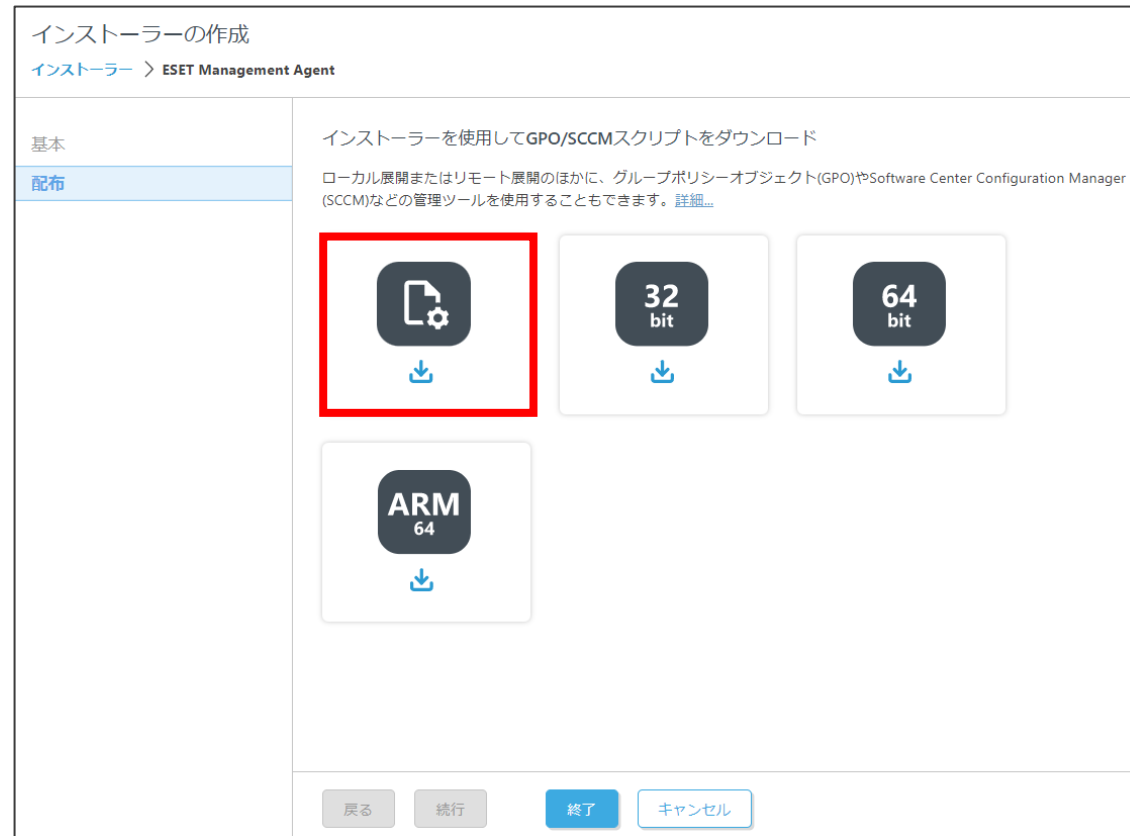 インストーラーの作成
インストーラー > ESET Management Agent
基本
配布
インストーラーを使用してGPO/SCCMスクリプトをダウンロード
ローカル展開またはリモート展開のほかに、グループポリシーオブジェクト(GPO)やSoftware Center Configuration Manager
(SCCM)などの管理ツールを使用することもできます。詳細...
32
bit
64
bit
ARM
64
戻る
続行
終了
キャンセル